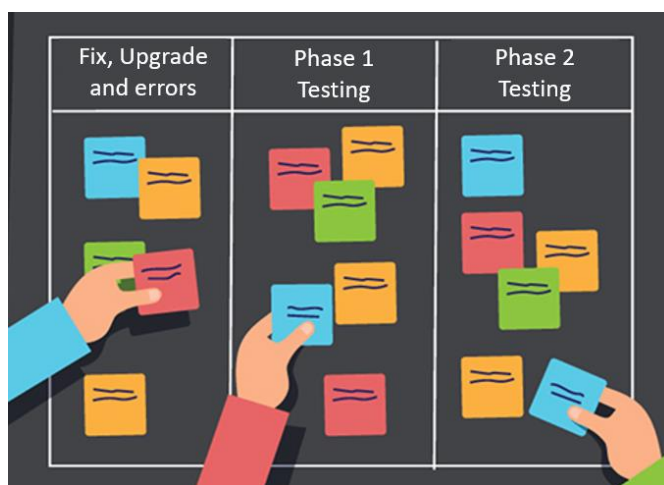 Fix, Upgrade
and errors
Phase 1
Testing
Phase 2
Testing